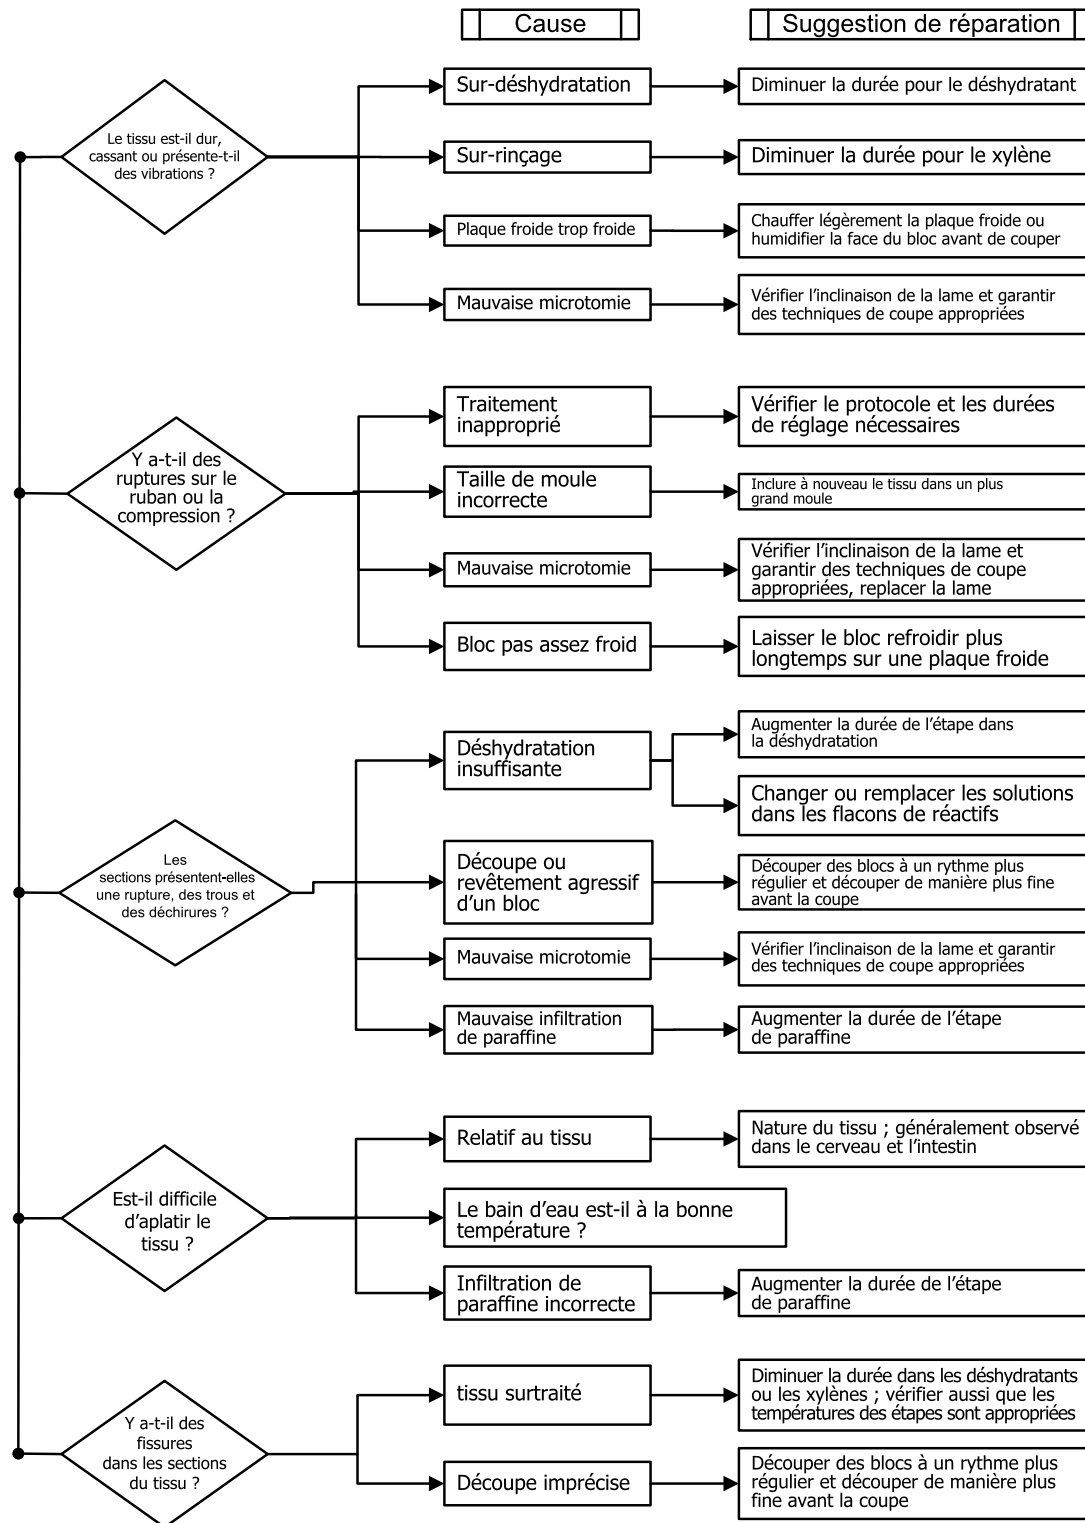 Cause
Suggestion de réparation
Le tissu est-il dur,
cassant ou présente-t-il
des vibrations ?
Sur-déshydratation
Diminuer la durée pour le déshydratant
Sur-rinçage
Diminuer la durée pour le xylène
Plaque froide trop froide
Chauffer légèrement la plaque froide ou
humidifier la face du bloc avant de couper
Mauvaise microtomie
Vérifier l’inclinaison de la lame et garantir
des techniques de coupe appropriées
Y a-t-il des
ruptures sur le
ruban ou la
compression ?
Traitement
inapproprié
Vérifier le protocole et les durées
de réglage nécessaires
Taille de moule
incorrecte
Inclure à nouveau le tissu dans un plus
grand moule
Mauvaise microtomie
Vérifier l’inclinaison de la lame et
garantir des techniques de coupe
appropriées, replacer la lame
Bloc pas assez froid
Laisser le bloc refroidir plus
longtemps sur une plaque froide
Les
sections présentent-elles
une rupture, des trous et
des déchirures ?
Déshydratation
insuffisante
Augmenter la durée de l’étape dans
la déshydratation
Changer ou remplacer les solutions
dans les flacons de réactifs
Découpe ou
revêtement agressif
d’un bloc
Découper des blocs à un rythme plus
régulier et découper de manière plus fine
avant la coupe
Mauvaise microtomie
Vérifier l’inclinaison de la lame et garantir
des techniques de coupe appropriées
Mauvaise infiltration
de paraffine
Augmenter la durée de l’étape
de paraffine
Est-il difficile
d’aplatir le
tissu ?
Relatif au tissu
Nature du tissu ; généralement observé
dans le cerveau et l’intestin
Le bain d’eau est-il à la bonne
température ?
Infiltration de
paraffine incorrecte
Augmenter la durée de l’étape
de paraffine
Y a-t-il des
fissures
dans les sections
du tissu ?
tissu surtraité
Diminuer la durée dans les déshydratants
ou les xylènes ; vérifier aussi que les
températures des étapes sont appropriées
Découpe imprécise
Découper des blocs à un rythme plus
régulier et découper de manière plus
fine avant la coupe